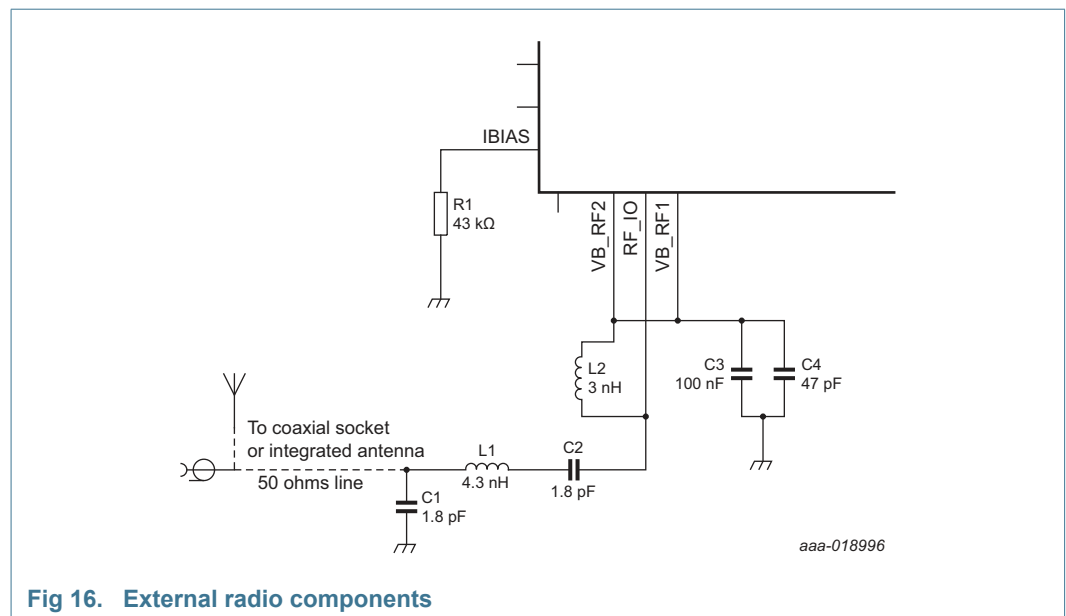 IBIAS
R1
43 kΩ
VB_RF2
RF_IO
VB_RF1
L2
3 nH
C3
100 nF
C4
47 pF
To coaxial socket
or integrated antenna
50 ohms line
L1
4.3 nH
C2
1.8 pF
C1
1.8 pF
aaa-018996
Fig 16. External radio components